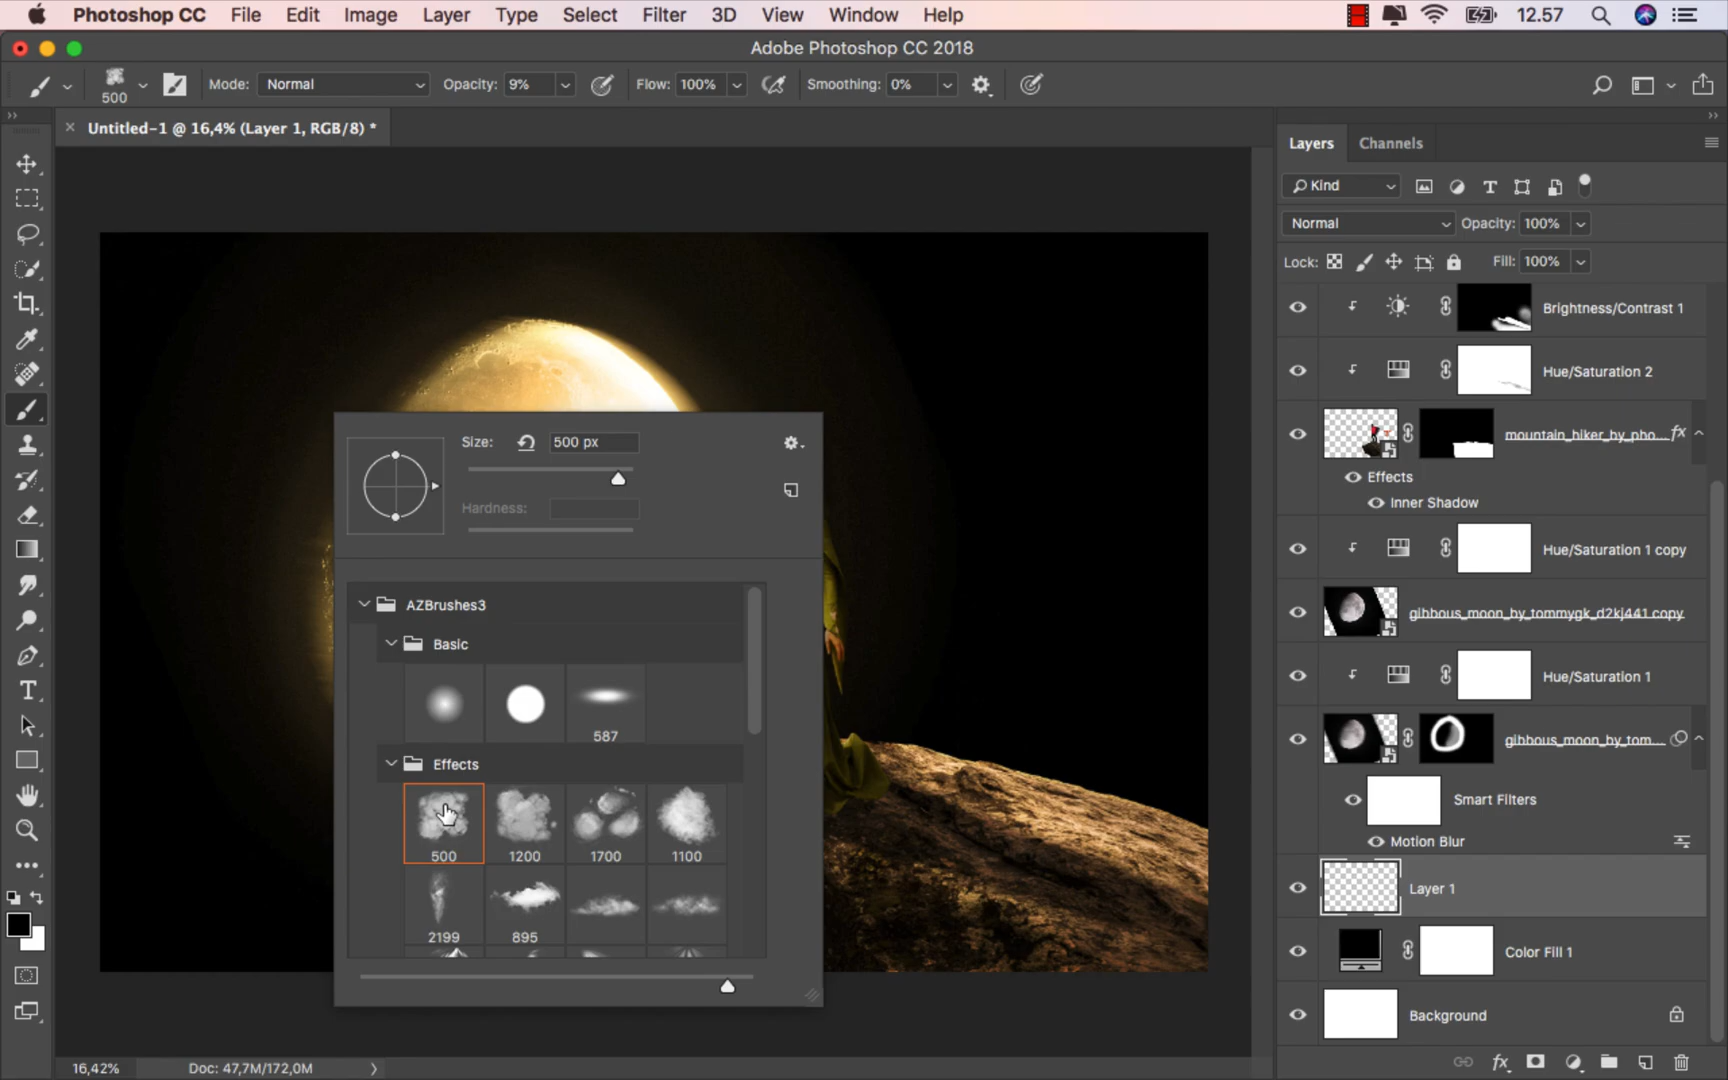 Photoshop CC File Edit Image Layer Type Select Filter 3D View Window Help 12.57
Adobe Photoshop CC 2018
500 Mode: Normal Opacity: 9% Flow: 100% Smoothing: 0%
Untitled-1 @ 16,4% (Layer 1, RGB/8) *
Layers Channels
Kind
Normal Opacity: 100%
Lock: Fill: 100%
Brightness/Contrast 1
Hue/Saturation 2
mountain_hiker_by_pho... fx
Effects
Inner Shadow
Hue/Saturation 1 copy
gibbous_moon_by_tommygk_d2kj441 copy
Hue/Saturation 1
gibbous_moon_by_tom...
Smart Filters
Motion Blur
Layer 1
Color Fill 1
Background
Size: 500 px
Hardness:
AZBrushes3
Basic
587
Effects
500 1200 1700 1100
2199 895
16,42% Doc: 47,7M/172,0M
fx